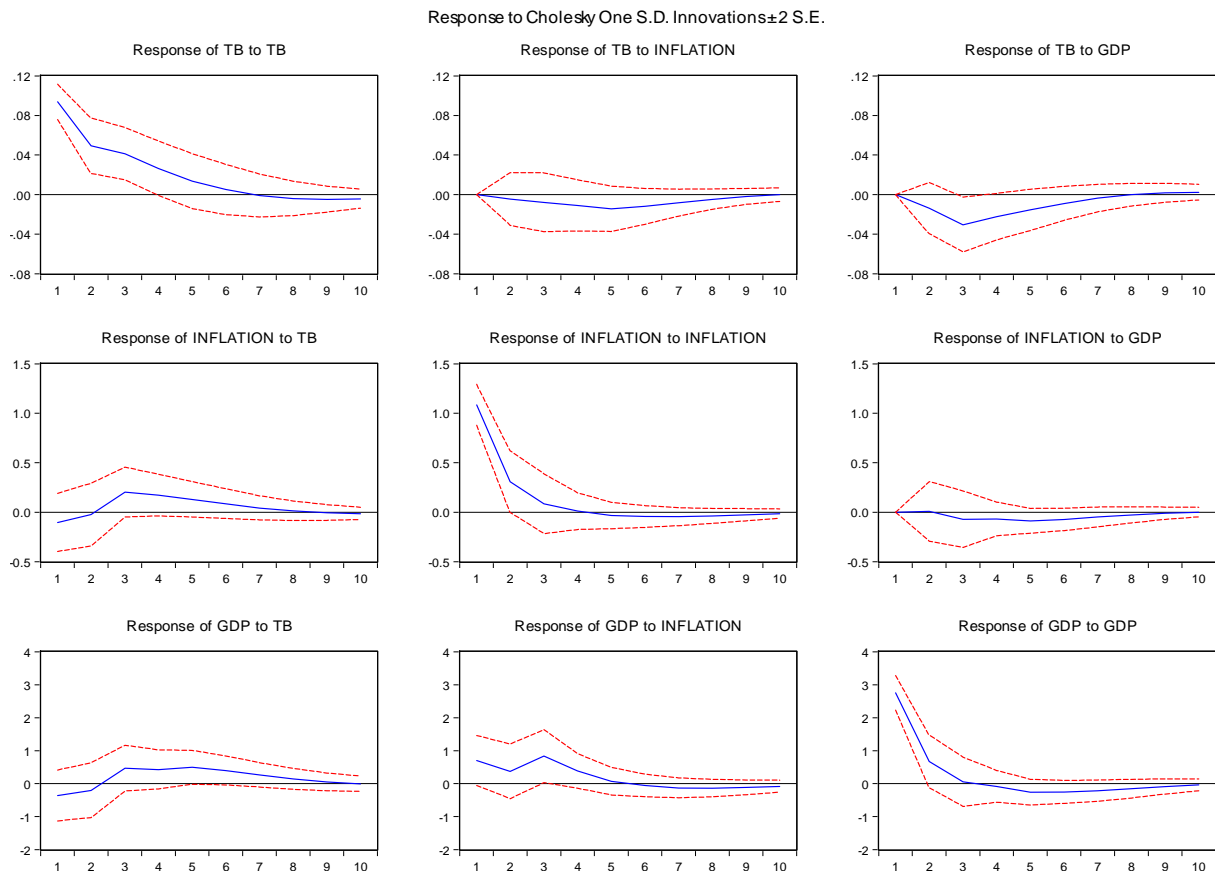 Response to Cholesky One S.D. Innovations ± 2 S.E.
Response of TB to TB
.12
.08
.04
.00
-.04
-.08
1 2 3 4 5 6 7 8 9 10
Response of TB to INFLATION
.12
.08
.04
.00
-.04
-.08
1 2 3 4 5 6 7 8 9 10
Response of TB to GDP
.12
.08
.04
.00
-.04
-.08
1 2 3 4 5 6 7 8 9 10
Response of INFLATION to TB
1.5
1.0
0.5
0.0
-0.5
1 2 3 4 5 6 7 8 9 10
Response of INFLATION to INFLATION
1.5
1.0
0.5
0.0
-0.5
1 2 3 4 5 6 7 8 9 10
Response of INFLATION to GDP
1.5
1.0
0.5
0.0
-0.5
1 2 3 4 5 6 7 8 9 10
Response of GDP to TB
4
3
2
1
0
-1
-2
1 2 3 4 5 6 7 8 9 10
Response of GDP to INFLATION
4
3
2
1
0
-1
-2
1 2 3 4 5 6 7 8 9 10
Response of GDP to GDP
4
3
2
1
0
-1
-2
1 2 3 4 5 6 7 8 9 10